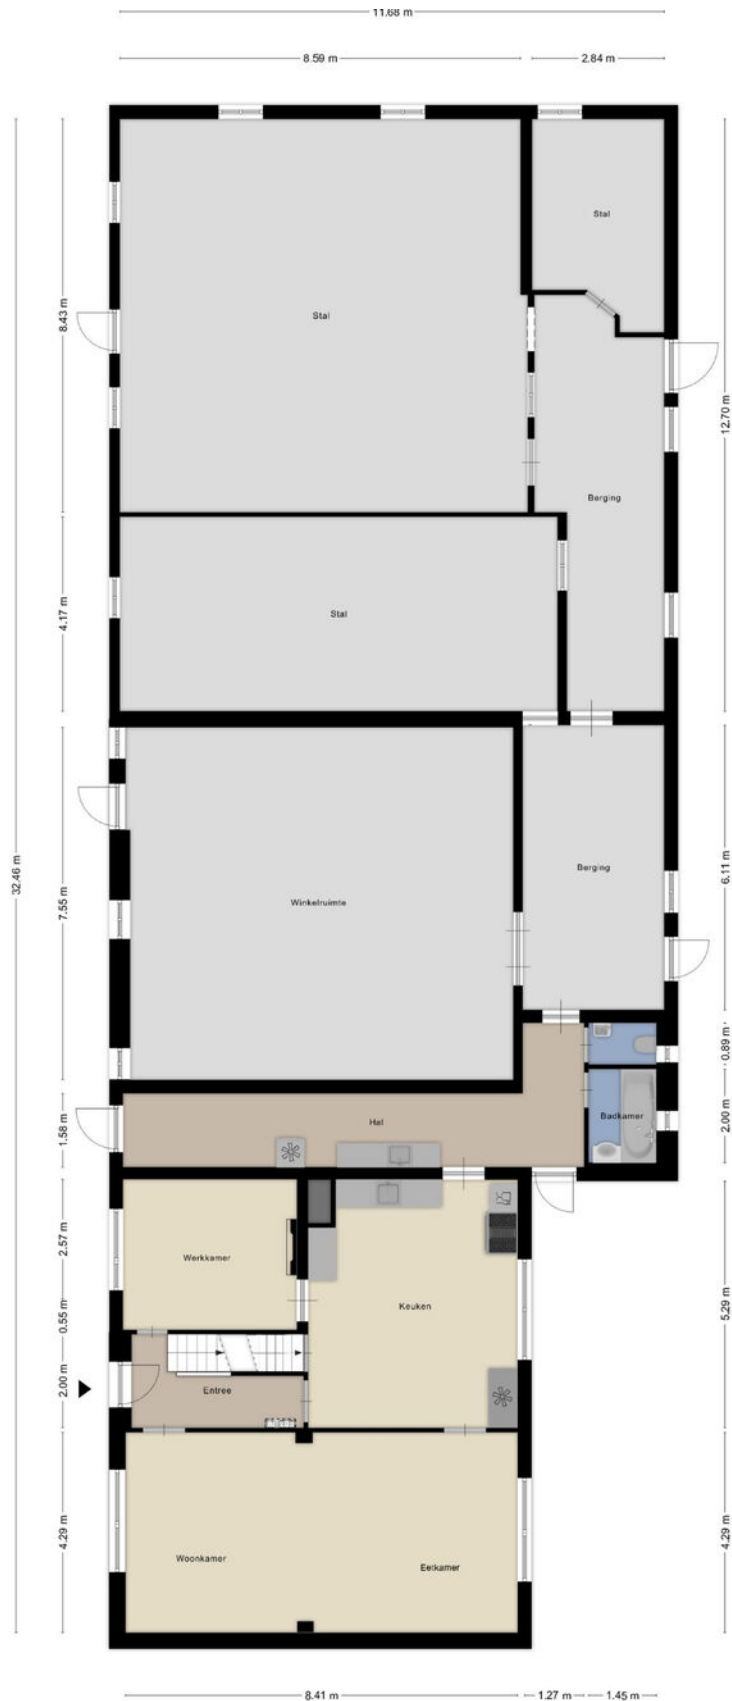 11.68 m
8.59 m
2.84 m
Stal
Stal
8.43 m
12.70 m
Berging
Stal
4.17 m
32.46 m
7.55 m
Winkelruimte
Berging
6.11 m
0.89 m
Hal
Badkamer
1.58 m
2.00 m
Werkkamer
2.57 m
Keuken
5.29 m
0.55 m
Entree
2.00 m
Woonkamer
Eetkamer
4.29 m
4.29 m
8.41 m
1.27 m
1.45 m